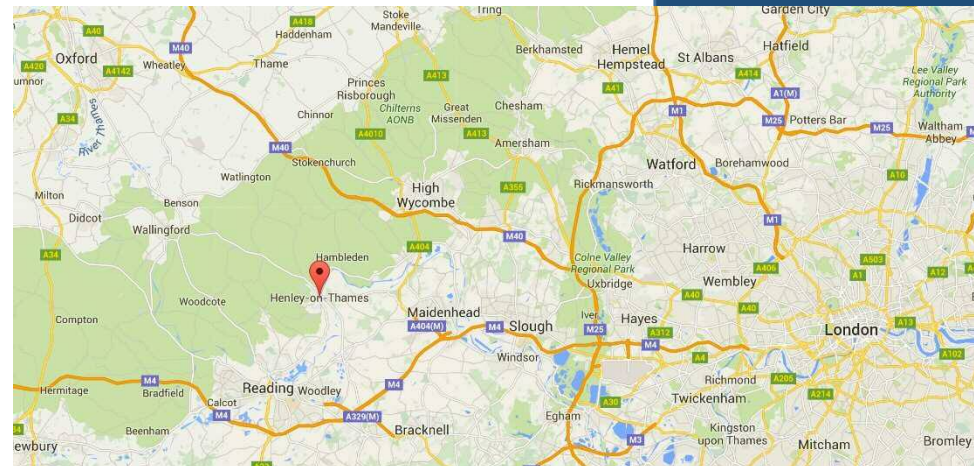 Garden City
Tring
Stoke
Mandeville
A418
Haddenham
A40
Oxford
M40
Wheatley
Thame
A420
A4142
A34
River Thames
Berkhamsted
Hemel
Hempstead
St Albans
Hatfield
A414
Lee Valley
Regional Park
Authority
A413
A41
Princes
Risborough
Chilterns
AONB
Great
Missenden
Chesham
A1(M)
M1
M25
Potters Bar
M25
Waltham
Abbey
Chinnor
A4010
A413
Amersham
M40
Stokenchurch
Watford
Borehamwood
A10
Watlington
High
Wycombe
A355
Rickmansworth
Milton
Benson
Didcot
Wallingford
M1
A404
M40
Harrow
Colne Valley
Regional Park
A34
Hambleden
A406
A503
A1
A12
Wembley
Uxbridge
A40
A40
Henley-on-Thames
Woodcote
Maidenhead
A404(M)
M4
Slough
Iver
M25
Hayes
A312
London
A13
Compton
M4
A4
A102
Windsor
Richmond
A205
A214
Hermitage
M4
Bradfield
Reading
Woodley
M4
Twickenham
A30
Calcot
M4
A329(M)
Egham
Kingston
upon Thames
Beenham
Bracknell
M3
Mitcham
Bromley